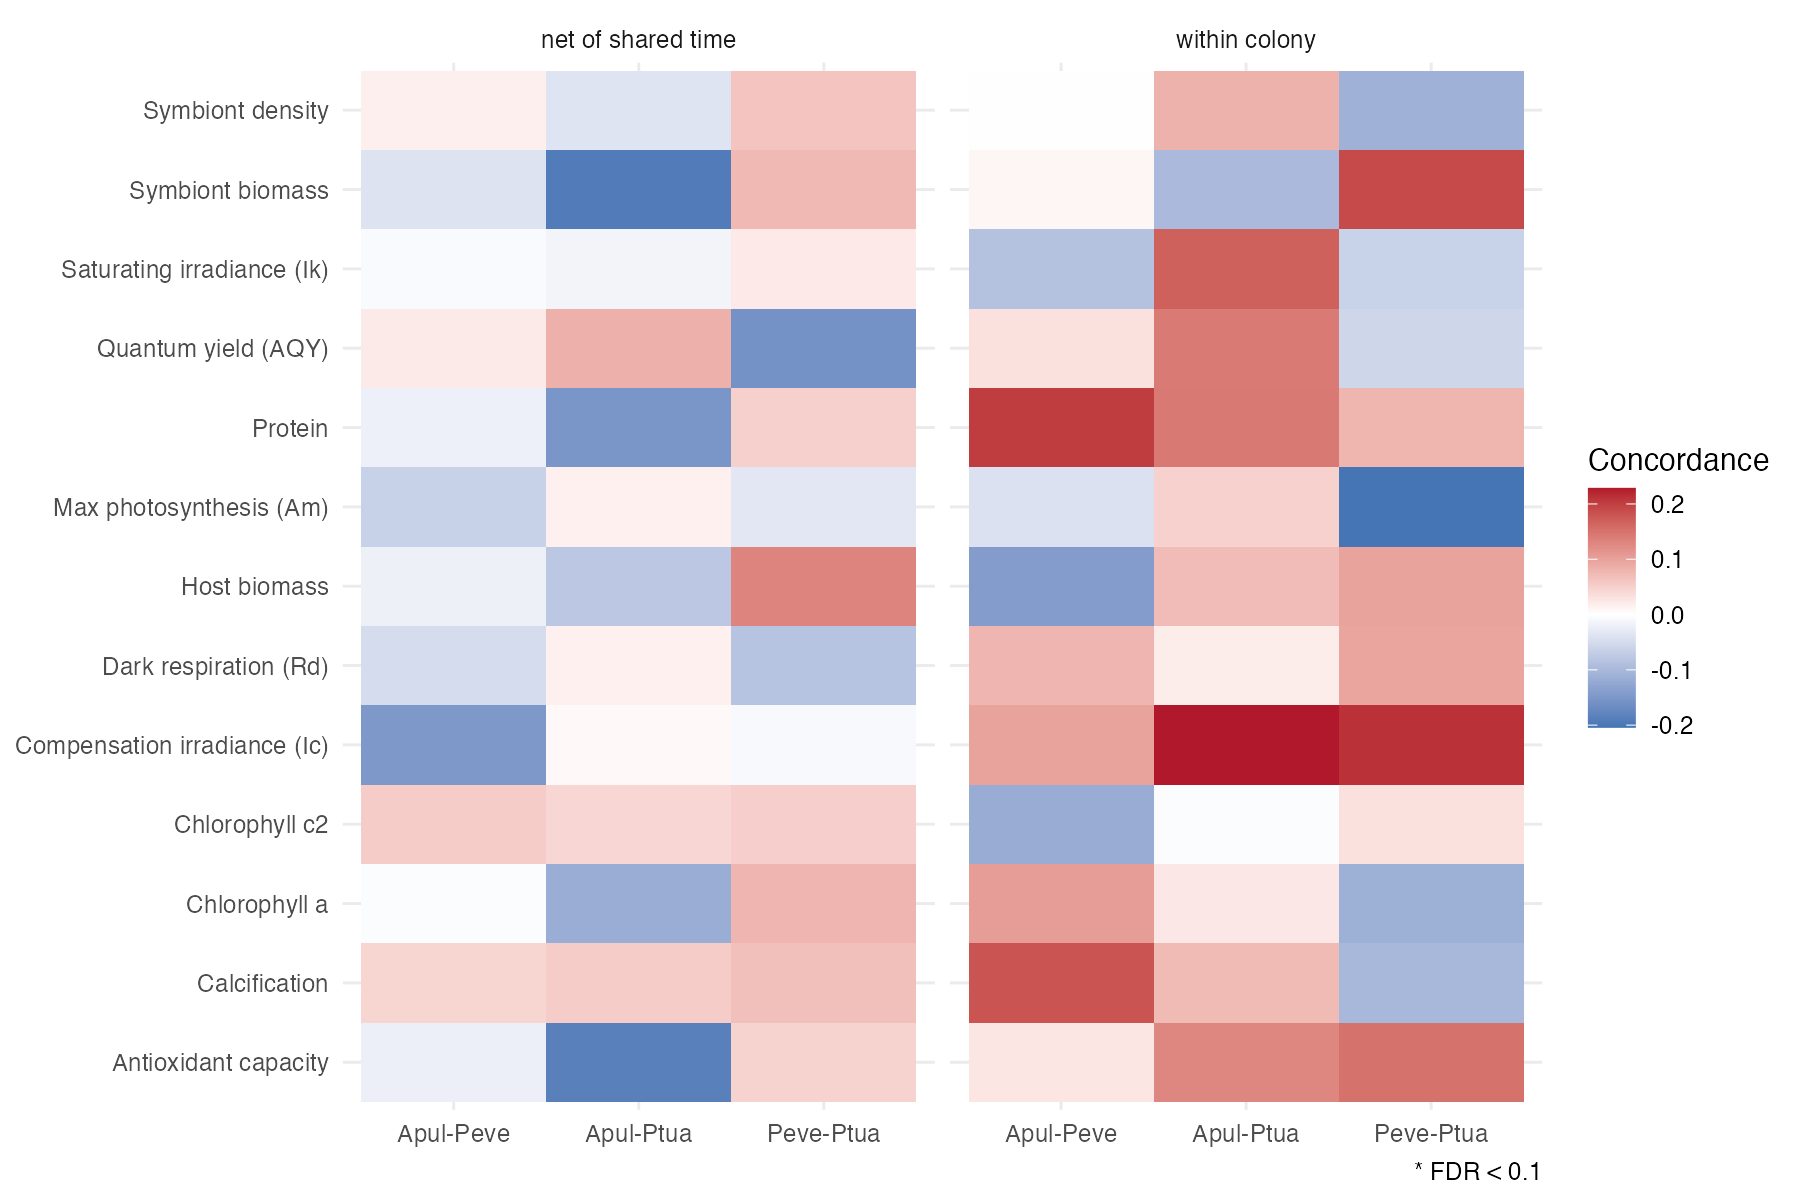 net of shared time
within colony
Symbiont density
Symbiont biomass
Saturating irradiance (Ik)
Quantum yield (AQY)
Protein
Max photosynthesis (Am)
Host biomass
Dark respiration (Rd)
Compensation irradiance (Ic)
Chlorophyll c2
Chlorophyll a
Calcification
Antioxidant capacity
Apul-Peve
Apul-Ptua
Peve-Ptua
Apul-Peve
Apul-Ptua
Peve-Ptua
* FDR < 0.1
Concordance
0.2
0.1
0.0
-0.1
-0.2